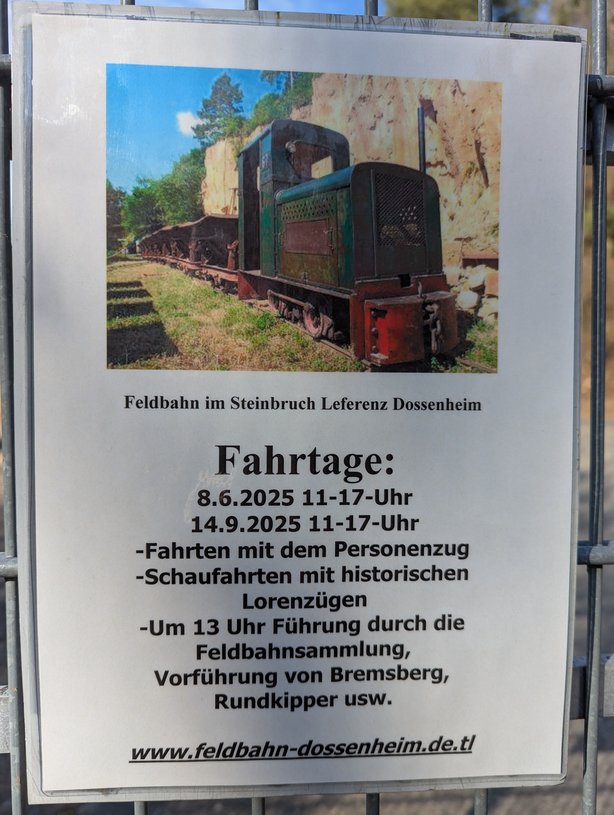 Feldbahn im Steinbruch Leferenz Dossenheim
Fahrtage:
8.6.2025 11-17-Uhr
14.9.2025 11-17-Uhr
-Fahrten mit dem Personenzug
-Schaufahrten mit historischen
Lorenzügen
-Um 13 Uhr Führung durch die
Feldbahnsammlung,
Vorführung von Bremsberg,
Rundkipper usw.
www.feldbahn-dossenheim.de.tl